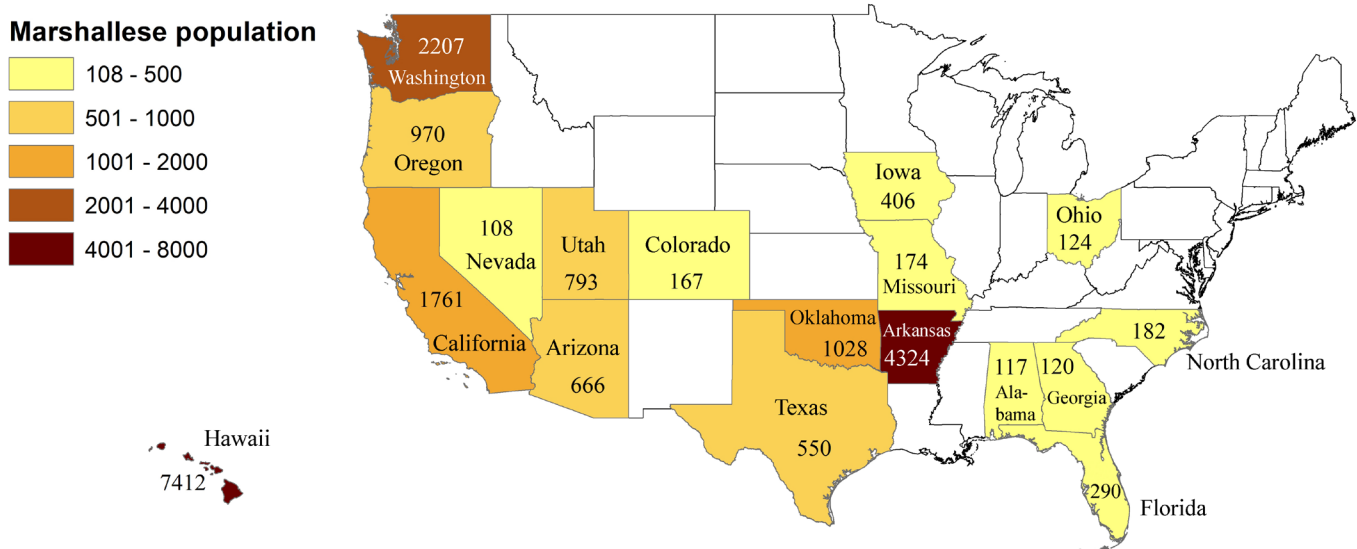 Marshallese population
108 - 500
501 - 1000
1001 - 2000
2001 - 4000
4001 - 8000
2207
Washington
970
Oregon
108
Nevada
Utah
793
Colorado
167
1761
California
Arizona
666
Iowa
406
174
Missouri
Ohio
124
Oklahoma
1028
Arkansas
4324
Texas
550
117
Ala-
bama
120
Georgia
182
North Carolina
290
Florida
Hawaii
7412